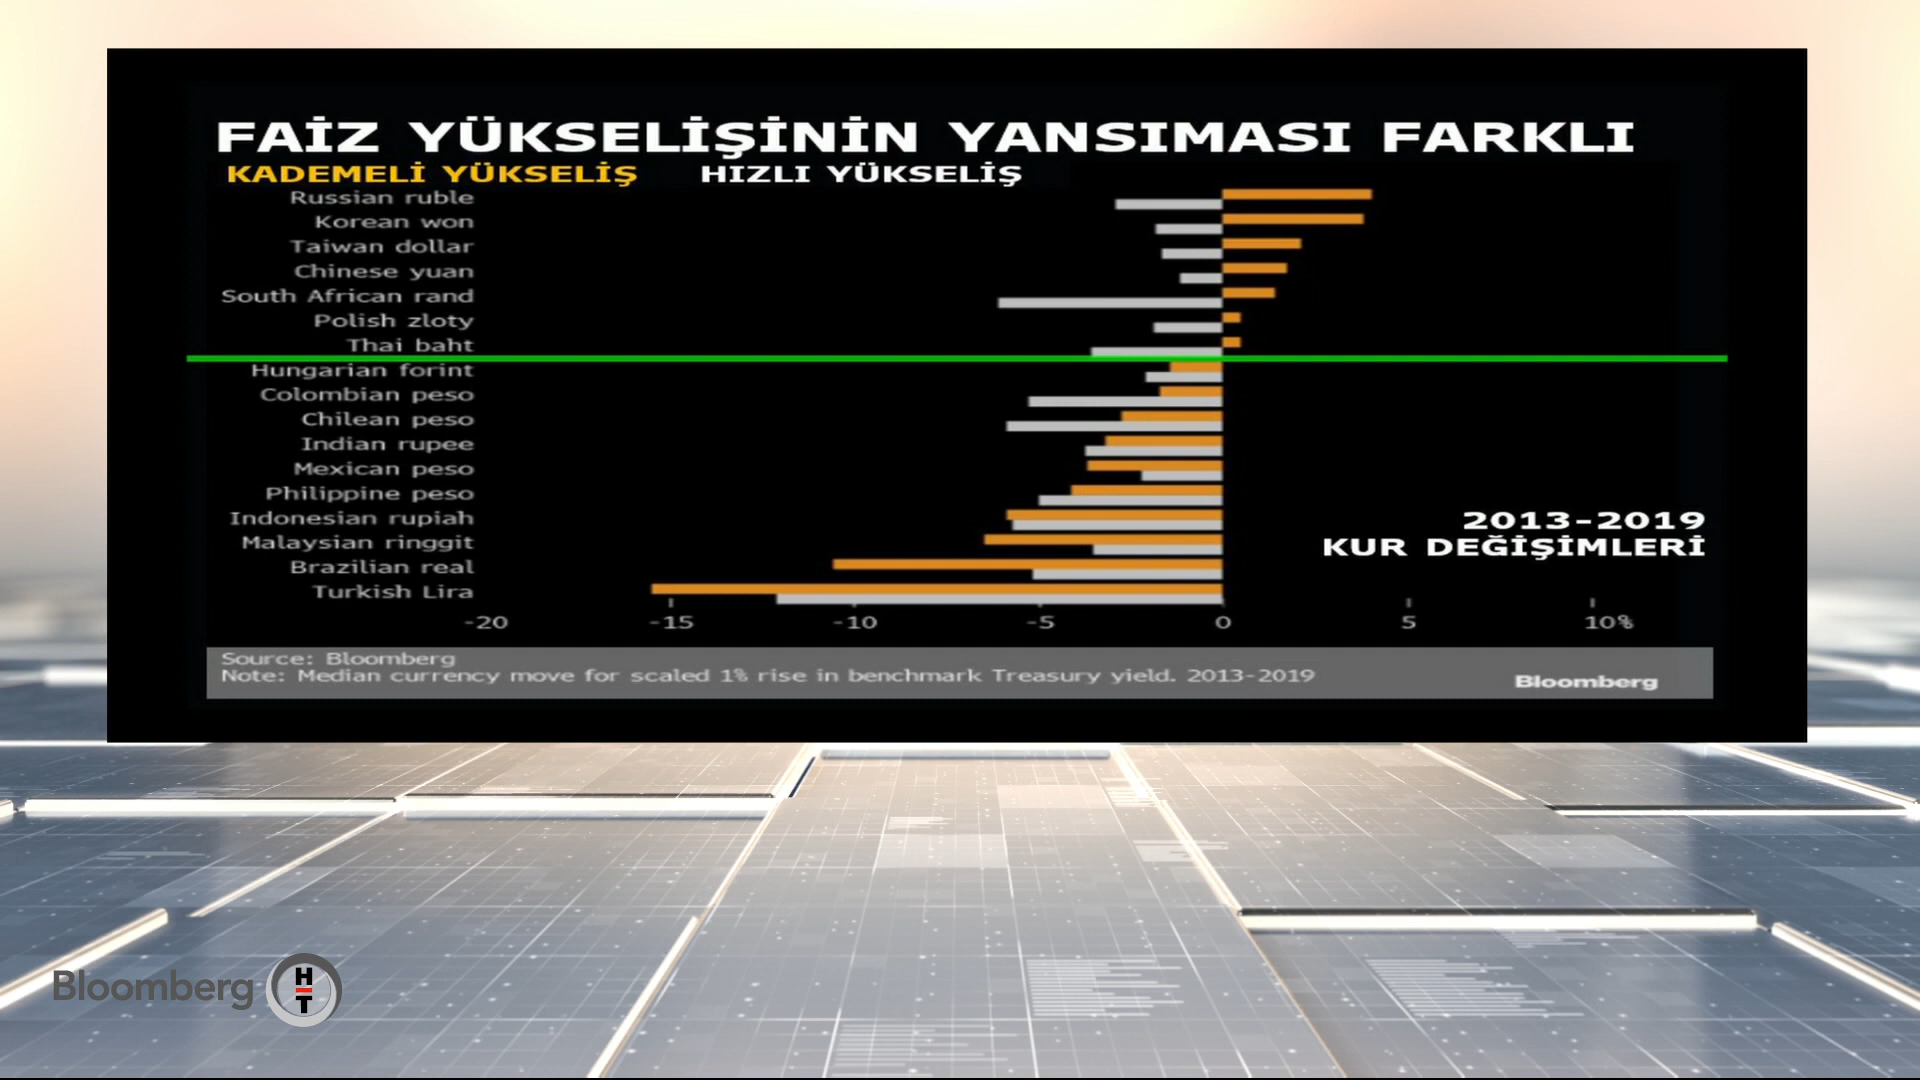 FAİZ YÜKSELİŞİNİN YANSIMASI FARKLI
KADEMELİ YÜKSELİŞ HIZLI YÜKSELİŞ
Russian ruble
Korean won
Taiwan dollar
Chinese yuan
South African rand
Polish zloty
Thai baht
Hungarian forint
Colombian peso
Chilean peso
Indian rupee
Mexican peso
Philippine peso
Indonesian rupiah
Malaysian ringgit
Brazilian real
Turkish Lira
2013-2019
KUR DEĞİŞİMLERİ
-20 -15 -10 -5 0 5 10%
Source: Bloomberg
Note: Median currency move for scaled 1% rise in benchmark Treasury yield. 2013-2019
Bloomberg
Bloomberg HT